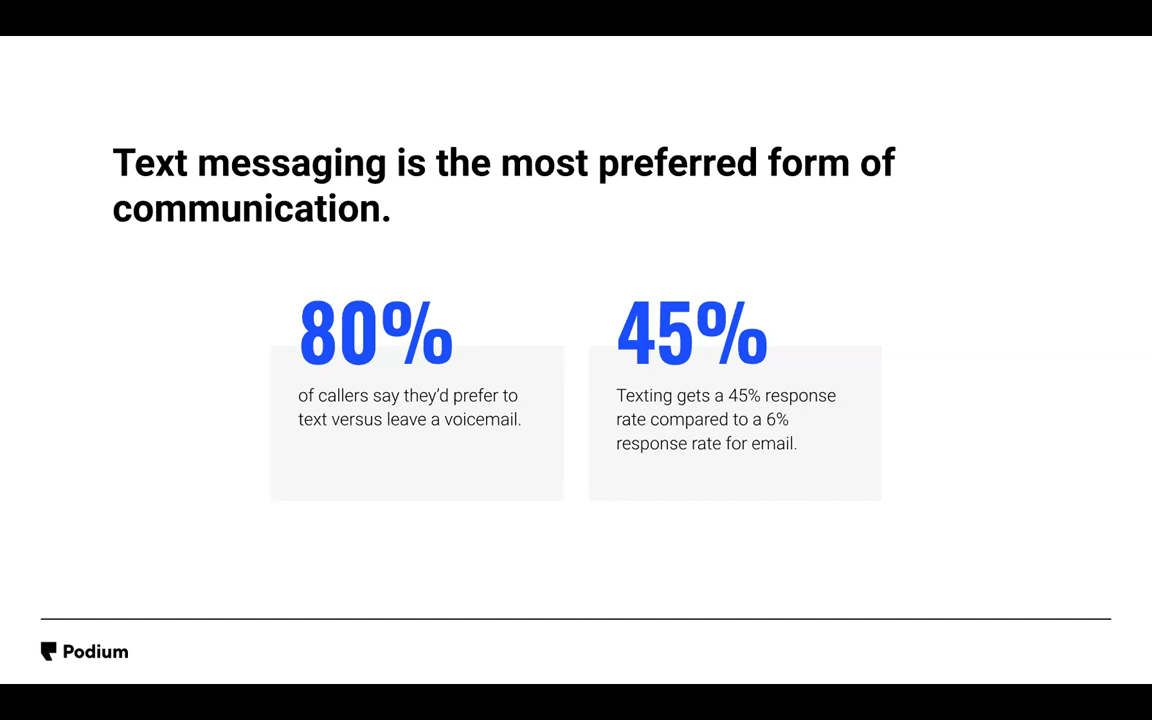 Text messaging is the most preferred form of
communication.
80%
of callers say they’d prefer to
text versus leave a voicemail.
45%
Texting gets a 45% response
rate compared to a 6%
response rate for email.
Podium